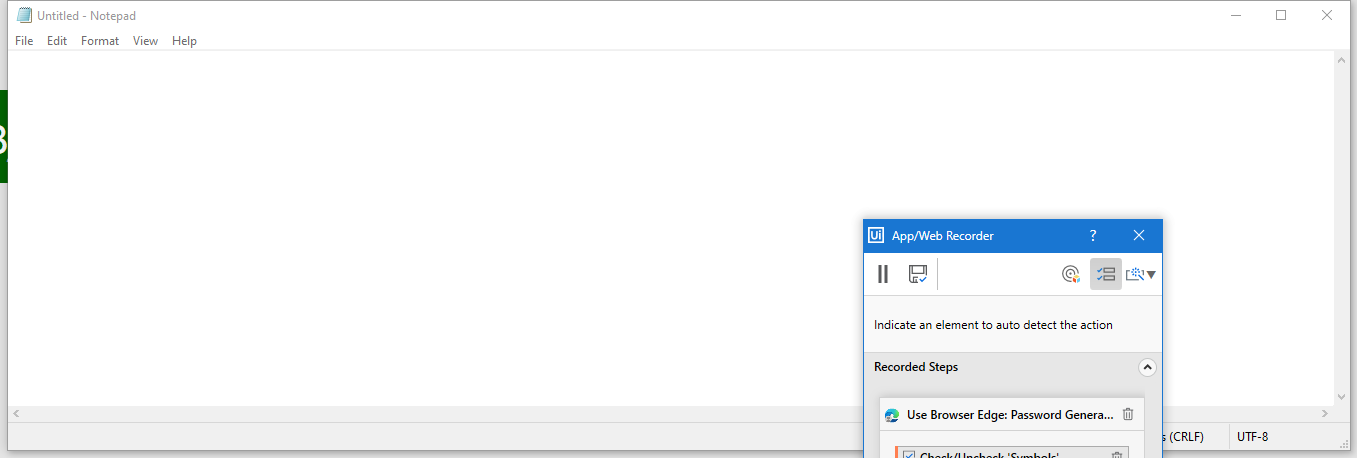 Untitled - Notepad
File Edit Format View Help
Ui App/Web Recorder ?
Indicate an element to auto detect the action
Recorded Steps
Use Browser Edge: Password Genera...
(CRLF) UTF-8
Check/Uncheck 'Symbols'